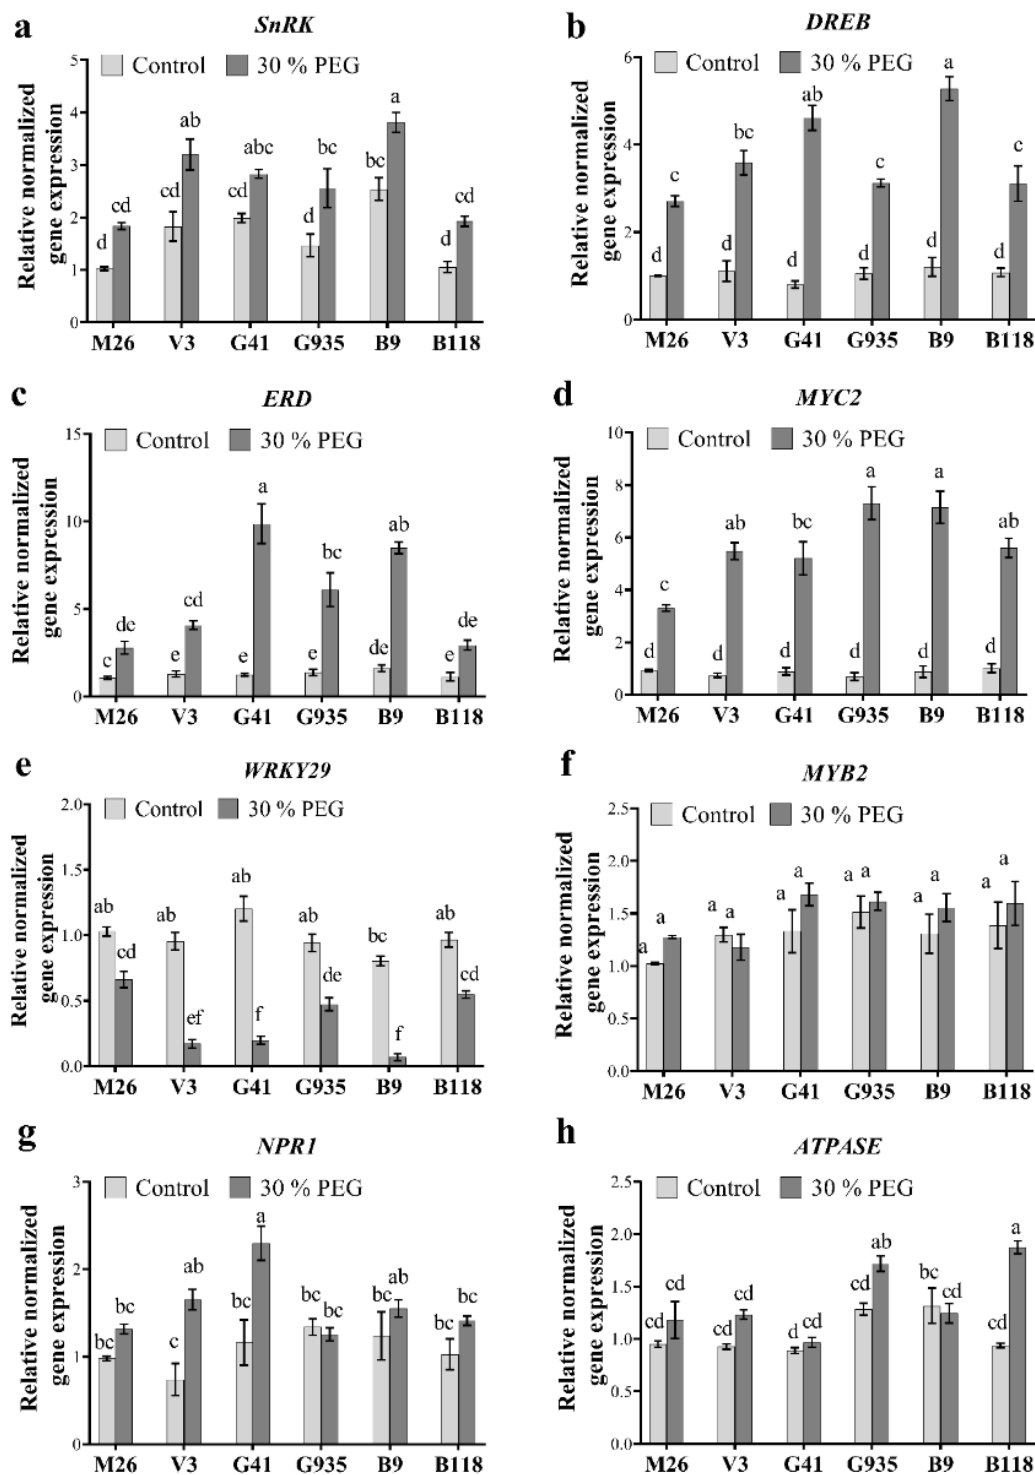 a
SnRK
Relative normalized
gene expression
Control 30 % PEG
5
4
3
2
1
0
d cd cd ab cd abc d bc bc a d cd
M26 V3 G41 G935 B9 B118
b
DREB
Relative normalized
gene expression
Control 30 % PEG
6
4
2
0
d c d bc d ab d c d a d c
M26 V3 G41 G935 B9 B118
c
ERD
Relative normalized
gene expression
Control 30 % PEG
15
10
5
0
c de e cd e a e bc de ab e de
M26 V3 G41 G935 B9 B118
d
MYC2
Relative normalized
gene expression
Control 30 % PEG
10
8
6
4
2
0
d c d ab d bc d a d a d ab
M26 V3 G41 G935 B9 B118
e
WRKY29
Relative normalized
gene expression
Control 30 % PEG
2.0
1.5
1.0
0.5
0.0
ab cd ab ef ab f ab de bc f ab cd
M26 V3 G41 G935 B9 B118
f
MYB2
Relative normalized
gene expression
Control 30 % PEG
2.5
2.0
1.5
1.0
0.5
0.0
a a a a a a a a a a a a
M26 V3 G41 G935 B9 B118
g
NPR1
Relative normalized
gene expression
Control 30 % PEG
3
2
1
0
bc bc c ab bc a bc bc bc ab bc bc
M26 V3 G41 G935 B9 B118
h
ATPASE
Relative normalized
gene expression
Control 30 % PEG
2.5
2.0
1.5
1.0
0.5
0.0
cd cd cd cd d cd cd ab bc cd cd a
M26 V3 G41 G935 B9 B118